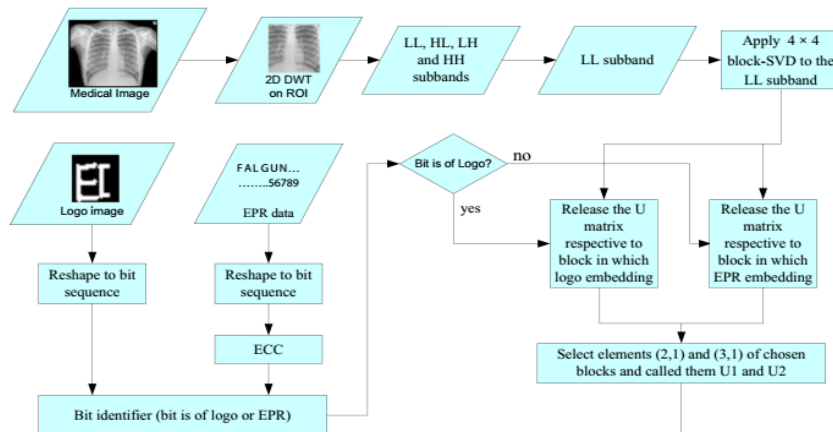 Medical Image
2D DWT
on ROI
LL, HL, LH
and HH
subbands
LL subband
Apply 4 × 4
block-SVD to the
LL subband
EI
Logo image
FALGUN...
........56789
EPR data
Bit is of Logo?
no
yes
Release the U
matrix
respective to
block in which
logo embedding
Release the U
matrix
respective to
block in which
EPR embedding
Reshape to bit
sequence
Reshape to bit
sequence
ECC
Select elements (2,1) and (3,1) of chosen
blocks and called them U1 and U2
Bit identifier (bit is of logo or EPR)